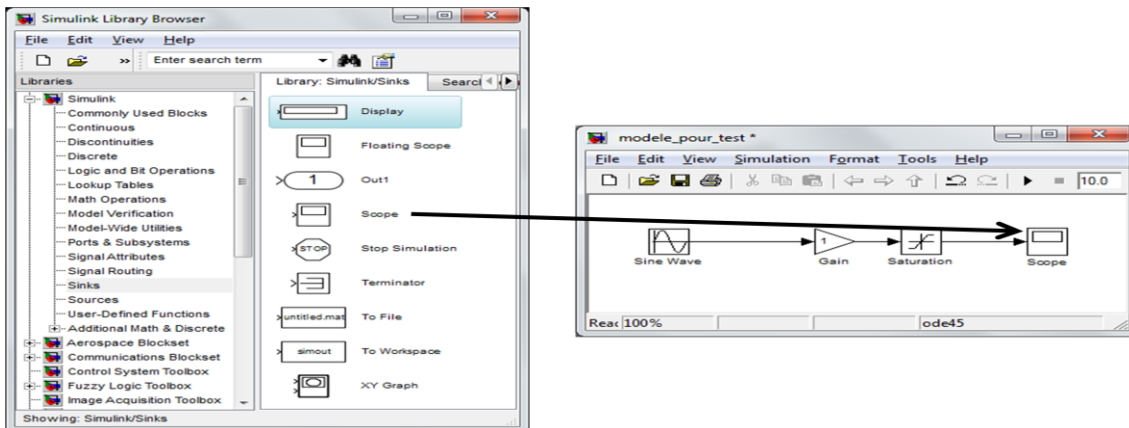 Simulink Library Browser
File Edit View Help
» Enter search term
Libraries
Library: Simulink/Sinks
Simulink
Commonly Used Blocks
Continuous
Discontinuities
Discrete
Logic and Bit Operations
Lookup Tables
Math Operations
Model Verification
Model-Wide Utilities
Ports & Subsystems
Signal Attributes
Signal Routing
Sinks
Sources
User-Defined Functions
Additional Math & Discrete
Aerospace Blockset
Communications Blockset
Control System Toolbox
Fuzzy Logic Toolbox
Image Acquisition Toolbox
Display
Floating Scope
1 Out1
Scope
STOP Stop Simulation
Terminator
untitled.mat To File
simout To Workspace
XY Graph
Showing: Simulink/Sinks
modele_pour_test *
File Edit View Simulation Format Tools Help
10.0
Sine Wave
1
Gain
Saturation
Scope
100%
ode45